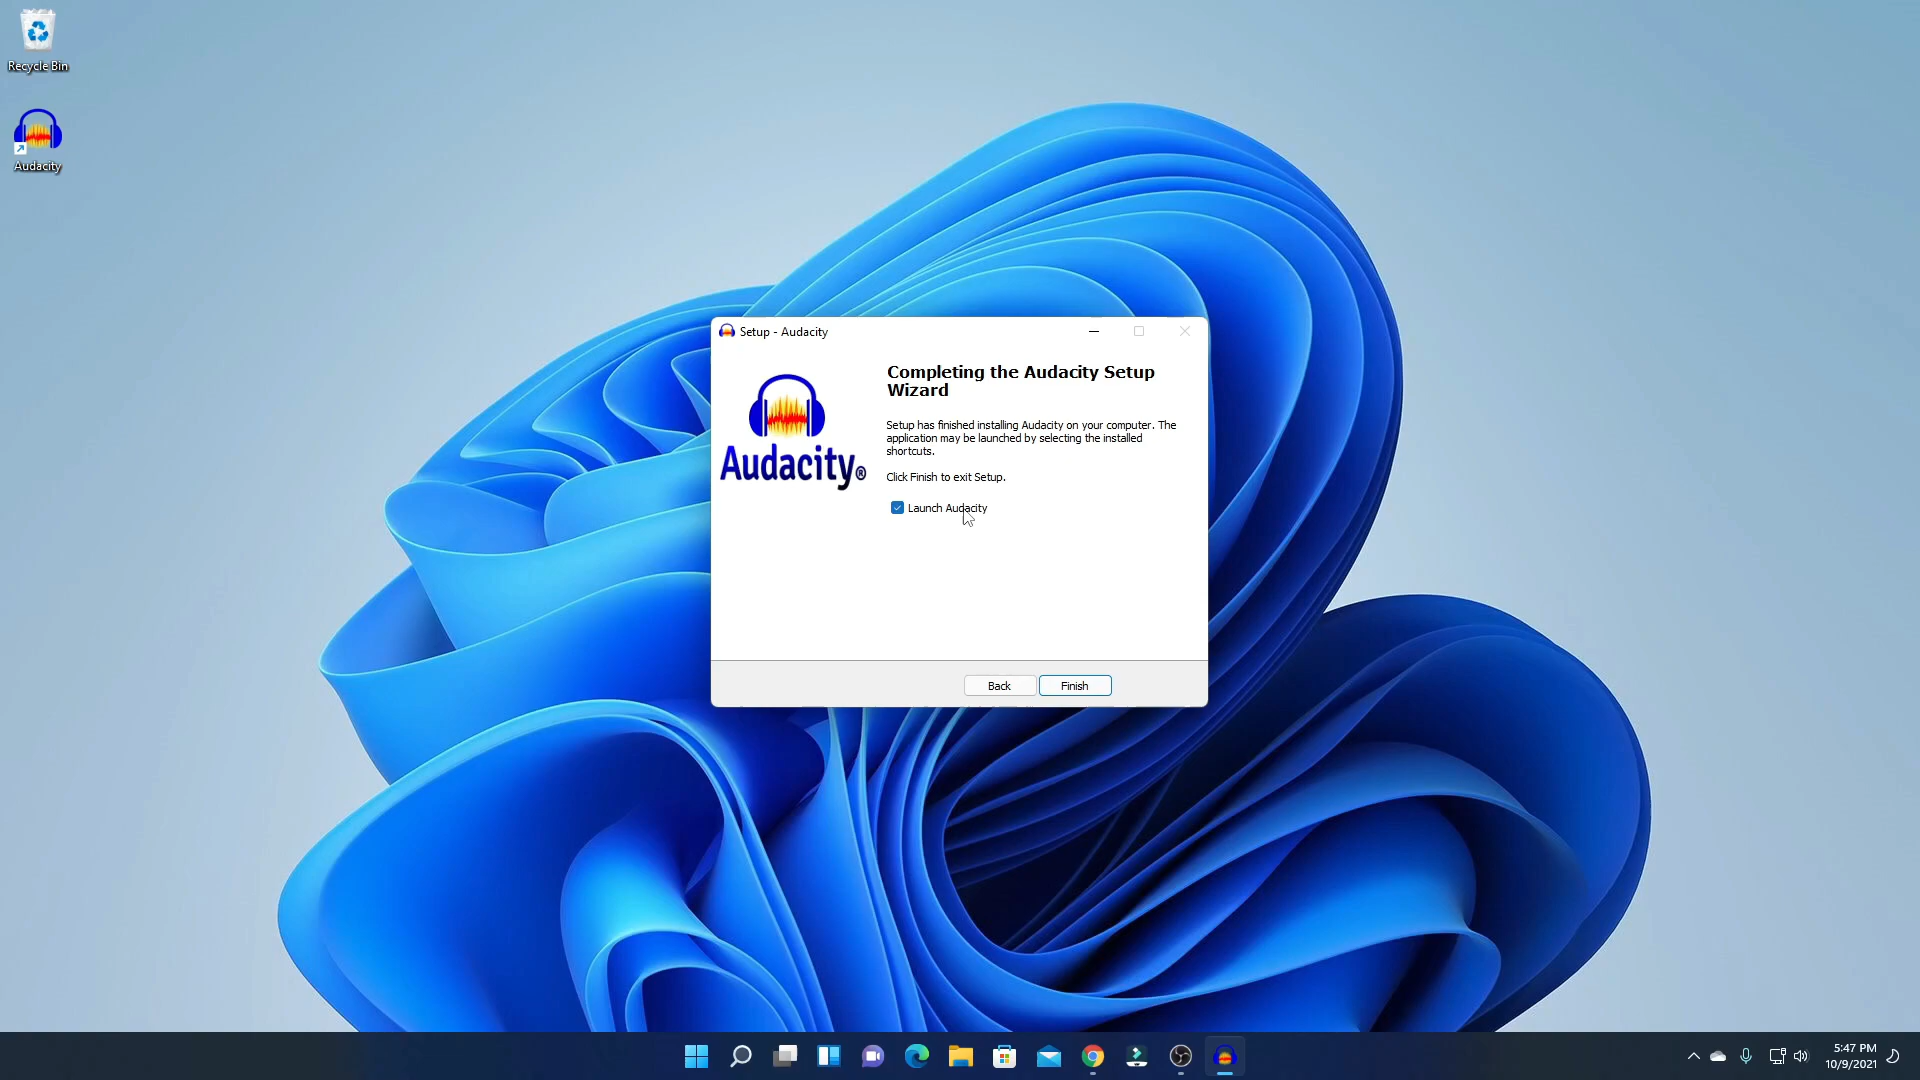 Recycle Bin
Audacity
Setup - Audacity
Completing the Audacity Setup
Wizard
Audacity®
Setup has finished installing Audacity on your computer. The
application may be launched by selecting the installed
shortcuts.
Click Finish to exit Setup.
Launch Audacity
Back
Finish
5:47 PM
10/9/2021